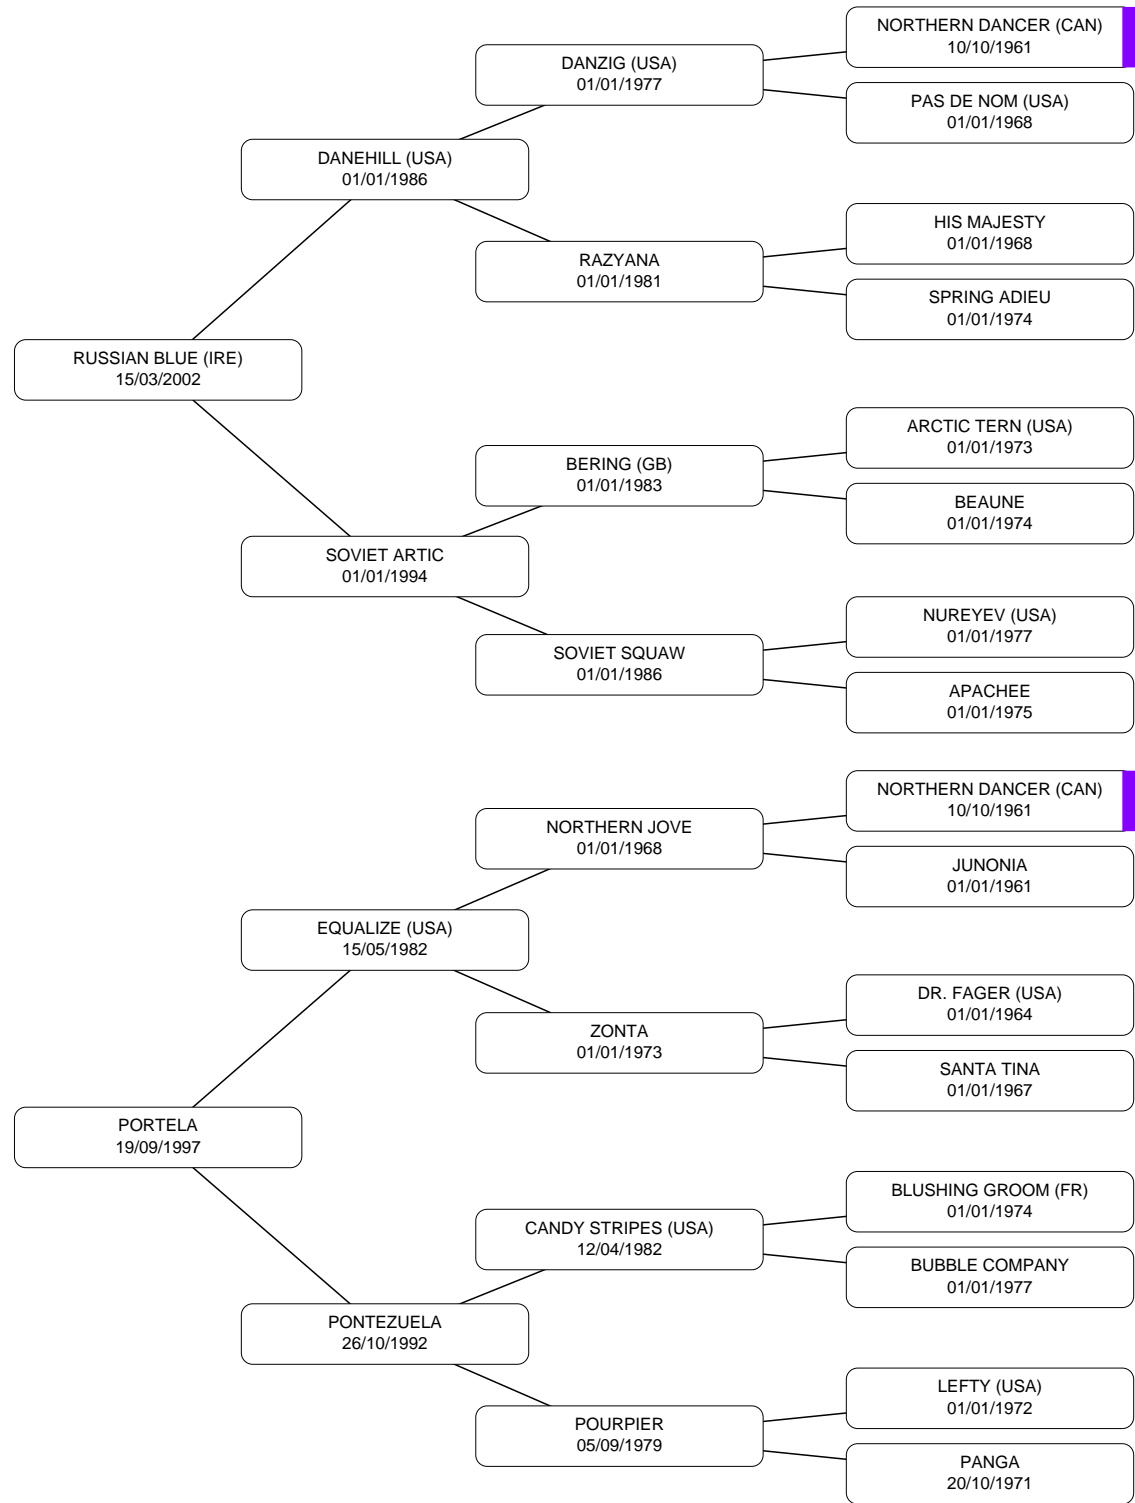 NORTHERN DANCER (CAN)
10/10/1961
DANZIG (USA)
01/01/1977
PAS DE NOM (USA)
01/01/1968
DANEHILL (USA)
01/01/1986
HIS MAJESTY
01/01/1968
RAZYANA
01/01/1981
SPRING ADIEU
01/01/1974
RUSSIAN BLUE (IRE)
15/03/2002
ARCTIC TERN (USA)
01/01/1973
BERING (GB)
01/01/1983
BEAUNE
01/01/1974
SOVIET ARTIC
01/01/1994
NUREYEV (USA)
01/01/1977
SOVIET SQUAW
01/01/1986
APACHEE
01/01/1975
NORTHERN DANCER (CAN)
10/10/1961
NORTHERN JOVE
01/01/1968
JUNONIA
01/01/1961
EQUALIZE (USA)
15/05/1982
DR. FAGER (USA)
01/01/1964
ZONTA
01/01/1973
SANTA TINA
01/01/1967
PORTELA
19/09/1997
BLUSHING GROOM (FR)
01/01/1974
CANDY STRIPES (USA)
12/04/1982
BUBBLE COMPANY
01/01/1977
PONTEZUELA
26/10/1992
LEFTY (USA)
01/01/1972
POURPIER
05/09/1979
PANGA
20/10/1971